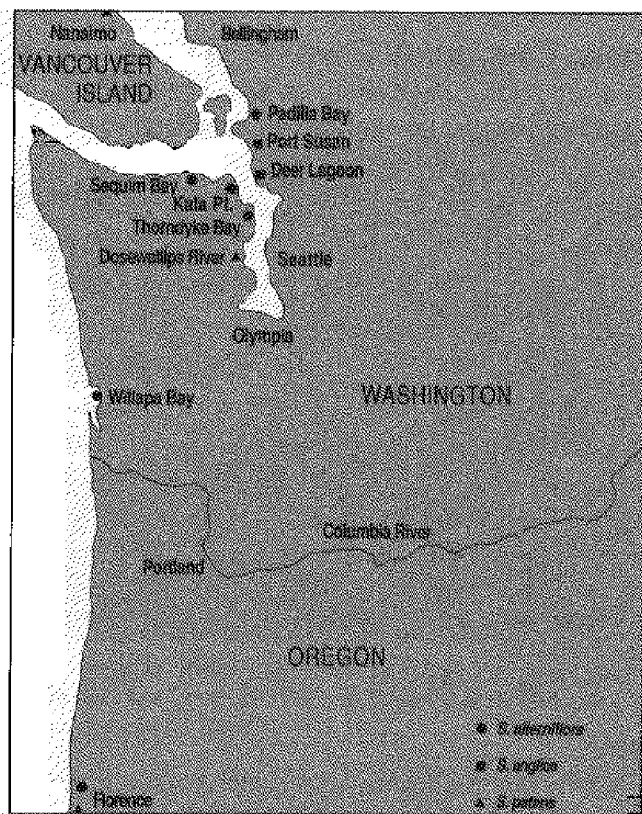 Nanaimo
Bellingham
VANCOUVER
ISLAND
Padilla Bay
Port Susan
Deer Lagoon
Sequim Bay
Kala Pt.
Thorndyke Bay
Dosewallips River
Seattle
Olympia
Willapa Bay
WASHINGTON
Columbia River
Portland
OREGON
S. alterniflora
S. anglica
Florence
S. patens